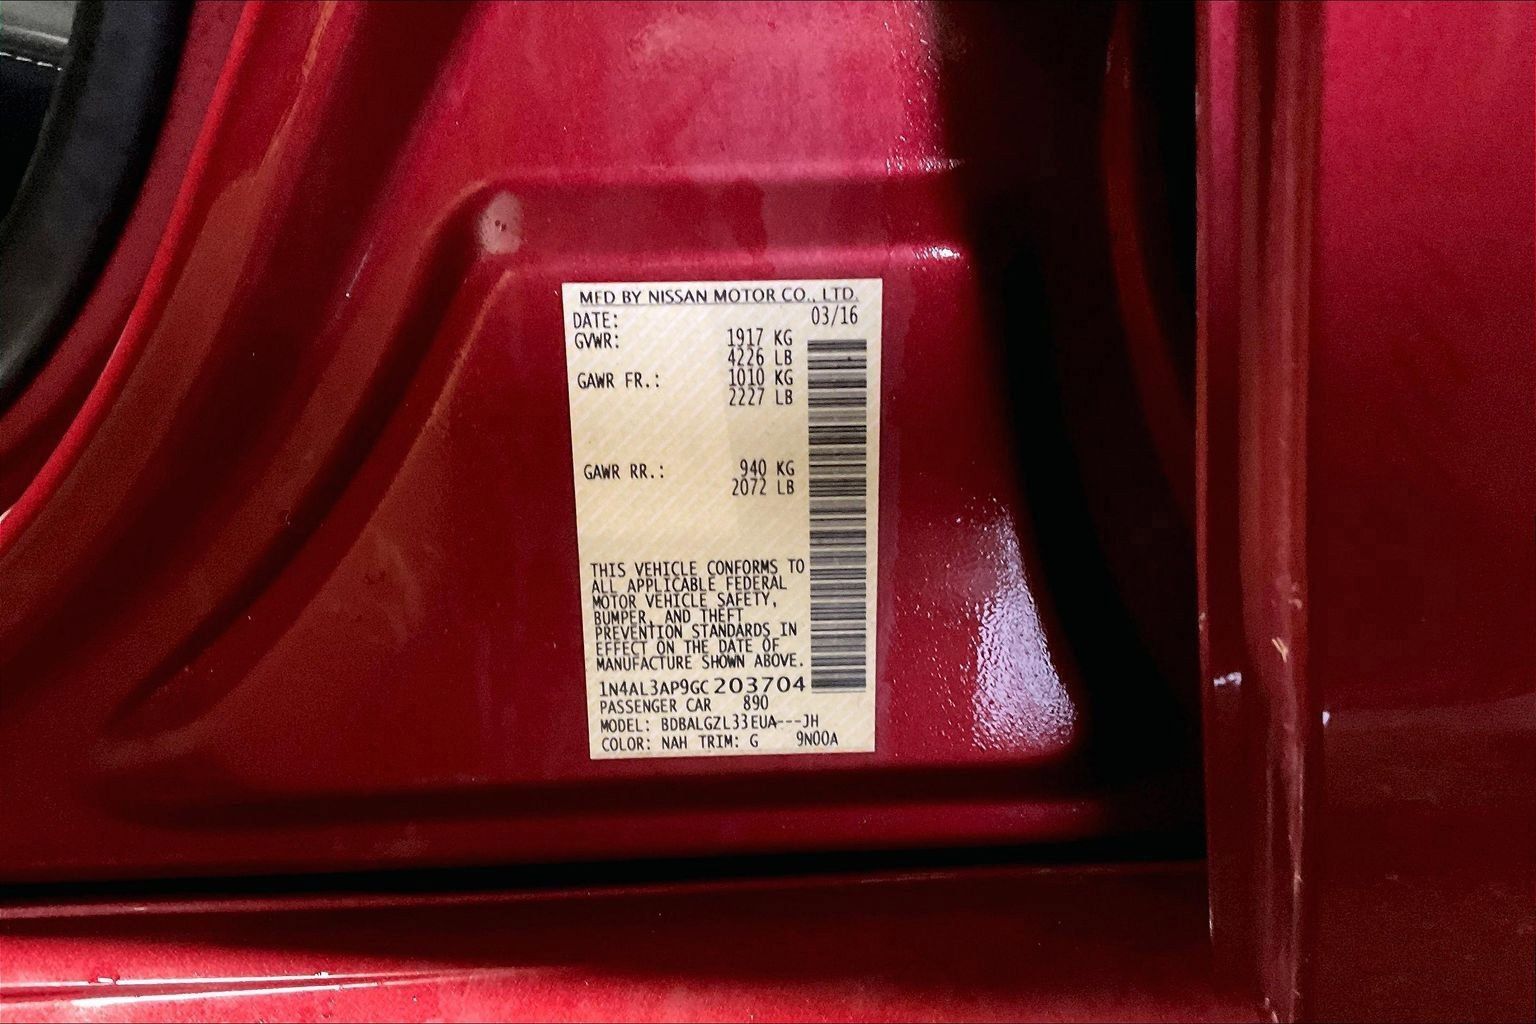 MFD BY NISSAN MOTOR CO., LTD.
DATE: 03/16
GVWR: 1917 KG
4226 LB
GAWR FR.: 1010 KG
2227 LB
GAWR RR.: 940 KG
2072 LB
THIS VEHICLE CONFORMS TO
ALL APPLICABLE FEDERAL
MOTOR VEHICLE SAFETY,
BUMPER, AND THEFT
PREVENTION STANDARDS IN
EFFECT ON THE DATE OF
MANUFACTURE SHOWN ABOVE.
1N4AL3AP9GC203704
PASSENGER CAR 890
MODEL: BDBALGZL33EUA---JH
COLOR: NAH TRIM: G 9N00A